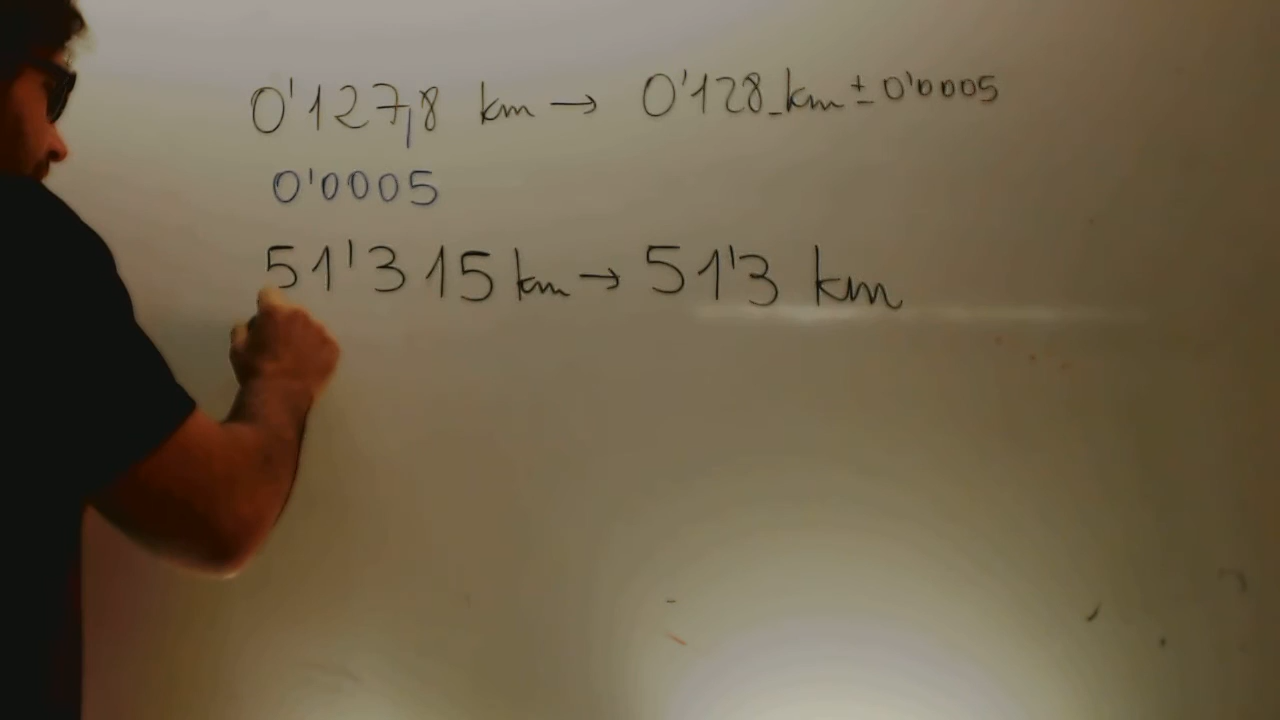 0'127,8 km → 0'128 km ± 0'0005
0'0005
51'315 km → 51'3 km